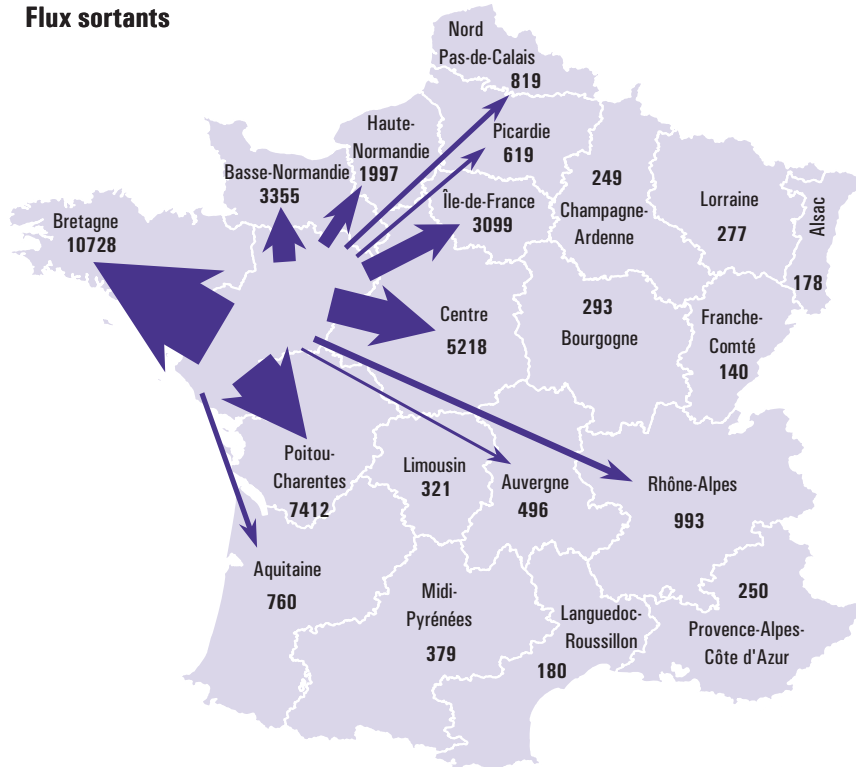 Flux sortants
Nord
Pas-de-Calais
819
Haute-
Normandie
1997
Picardie
619
Basse-Normandie
3355
Île-de-France
3099
249
Champagne-
Ardenne
Lorraine
277
Alsac
178
Bretagne
10728
Centre
5218
293
Bourgogne
Franche-
Comté
140
Poitou-
Charentes
7412
Limousin
321
Auvergne
496
Rhône-Alpes
993
Aquitaine
760
Midi-
Pyrénées
379
Languedoc-
Roussillon
180
250
Provence-Alpes-
Côte d'Azur